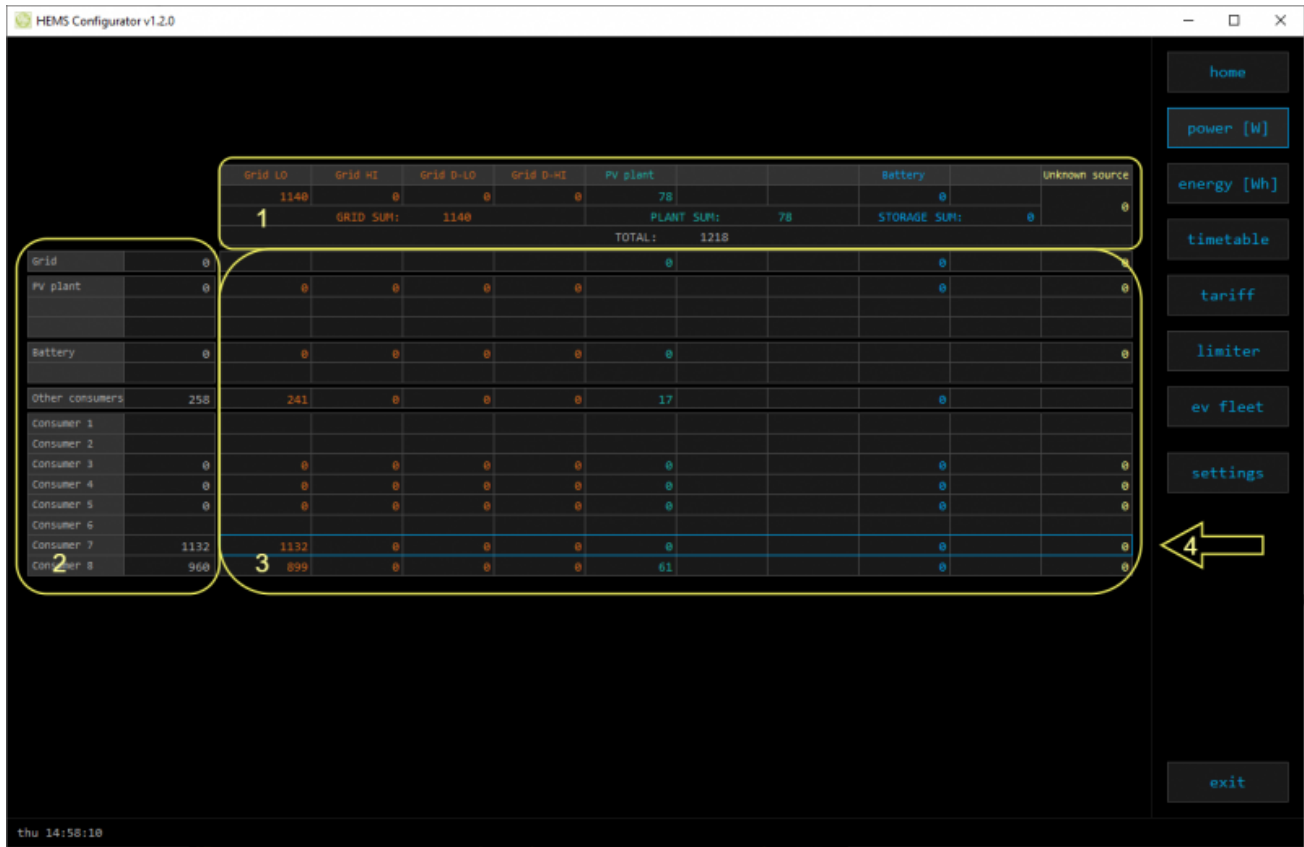 HEMS Configurator v1.2.0
home
power [W]
energy [Wh]
timetable
tariff
limiter
ev fleet
settings
exit
Grid LO Grid HI Grid D-LO Grid D-HI PV plant Battery Unknown source
1140 0 0 0 78 0 0
1 GRID SUM: 1140 PLANT SUM: 78 STORAGE SUM: 0
TOTAL: 1218
Grid 0 0 0 0
PV plant 0 0 0 0 0 0 0
Battery 0 0 0 0 0 0 0
Other consumers 258 241 0 0 0 17 0
Consumer 1
Consumer 2
Consumer 3 0 0 0 0 0 0 0 0
Consumer 4 0 0 0 0 0 0 0 0
Consumer 5 0 0 0 0 0 0 0 0
Consumer 6
Consumer 7 1132 1132 0 0 0 0 0 0
Consumer 8 960 899 0 0 0 61 0 0
2
3
4
thu 14:58:10